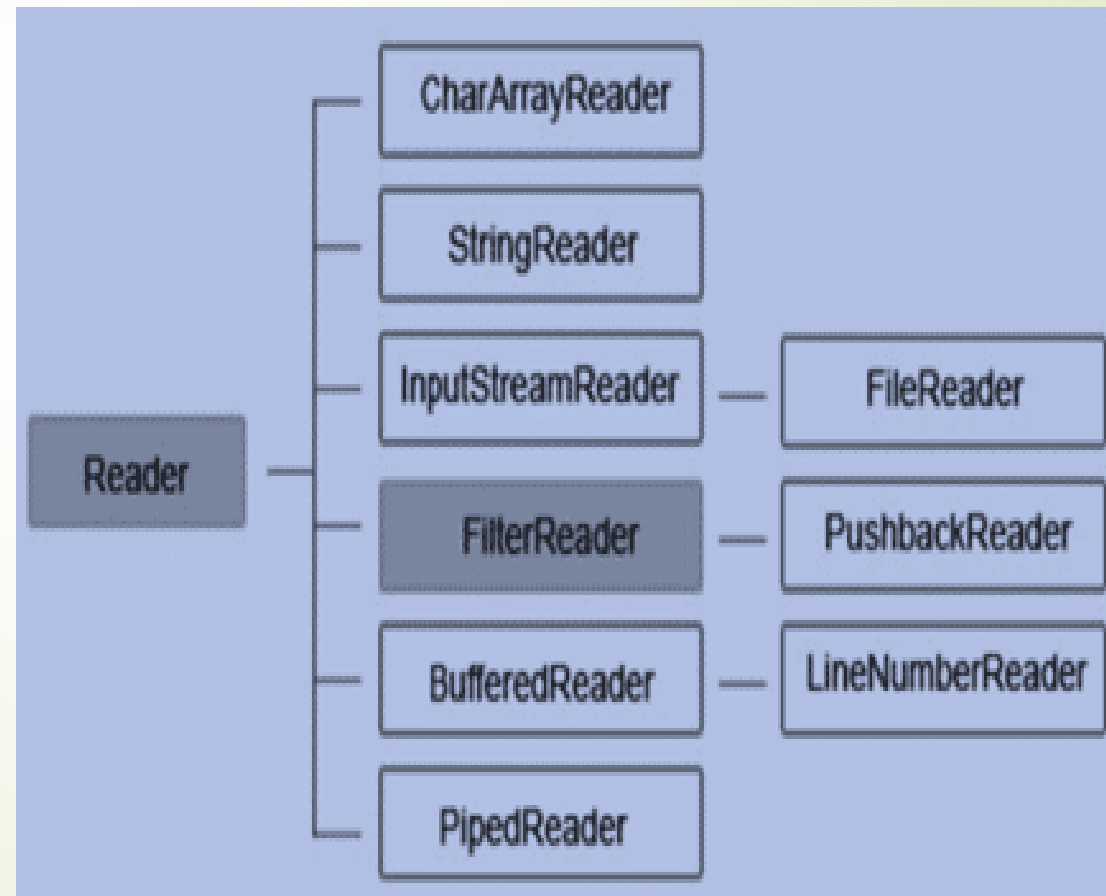 CharArrayReader
StringReader
InputStreamReader
FileReader
Reader
FilterReader
PushbackReader
BufferedReader
LineNumberReader
PipedReader